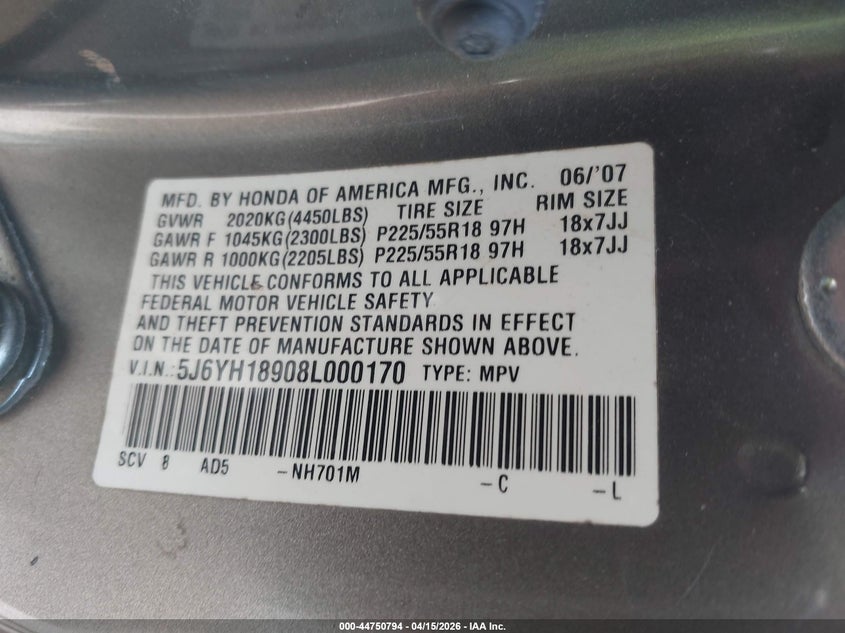 MFD. BY HONDA OF AMERICA MFG., INC. 06/'07
GVWR 2020KG(4450LBS) TIRE SIZE RIM SIZE
GAWR F 1045KG(2300LBS) P225/55R18 97H 18x7JJ
GAWR R 1000KG(2205LBS) P225/55R18 97H 18x7JJ
THIS VEHICLE CONFORMS TO ALL APPLICABLE
FEDERAL MOTOR VEHICLE SAFETY
AND THEFT PREVENTION STANDARDS IN EFFECT
ON THE DATE OF MANUFACTURE SHOWN ABOVE.
V.I.N.: 5J6YH18908L000170 TYPE: MPV
SCV 8 AD5 -NH701M -C -L
000-44750794 - 04/15/2026 - IAA Inc.